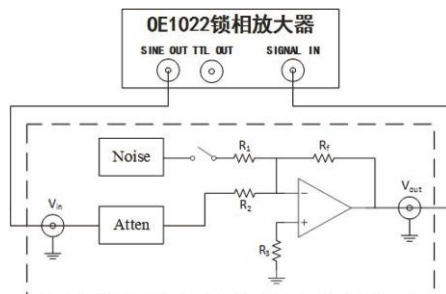 OE1022锁相放大器
SINE OUT TTL OUT SIGNAL IN
Noise
R1
Rf
Vin
Atten
R2
Vout
R3